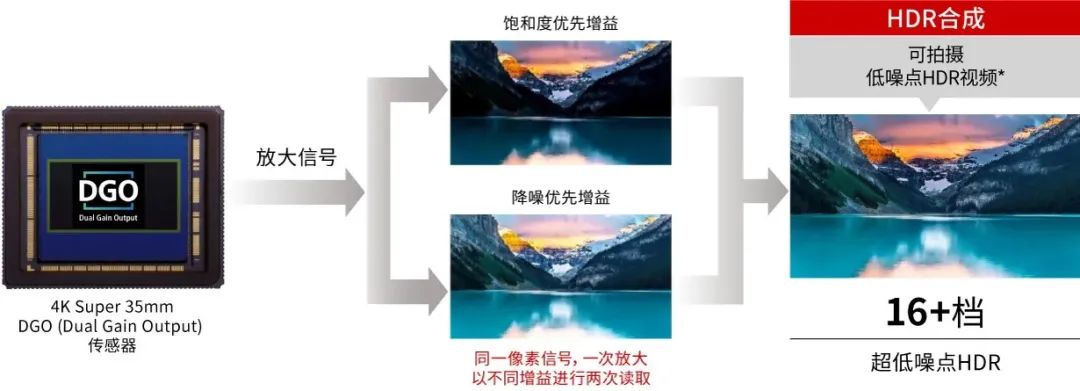 DGO
Dual Gain Output
4K Super 35mm
DGO (Dual Gain Output)
传感器
放大信号
饱和度优先增益
降噪优先增益
同一像素信号，一次放大
以不同增益进行两次读取
HDR合成
可拍摄
低噪点HDR视频*
16+档
超低噪点HDR